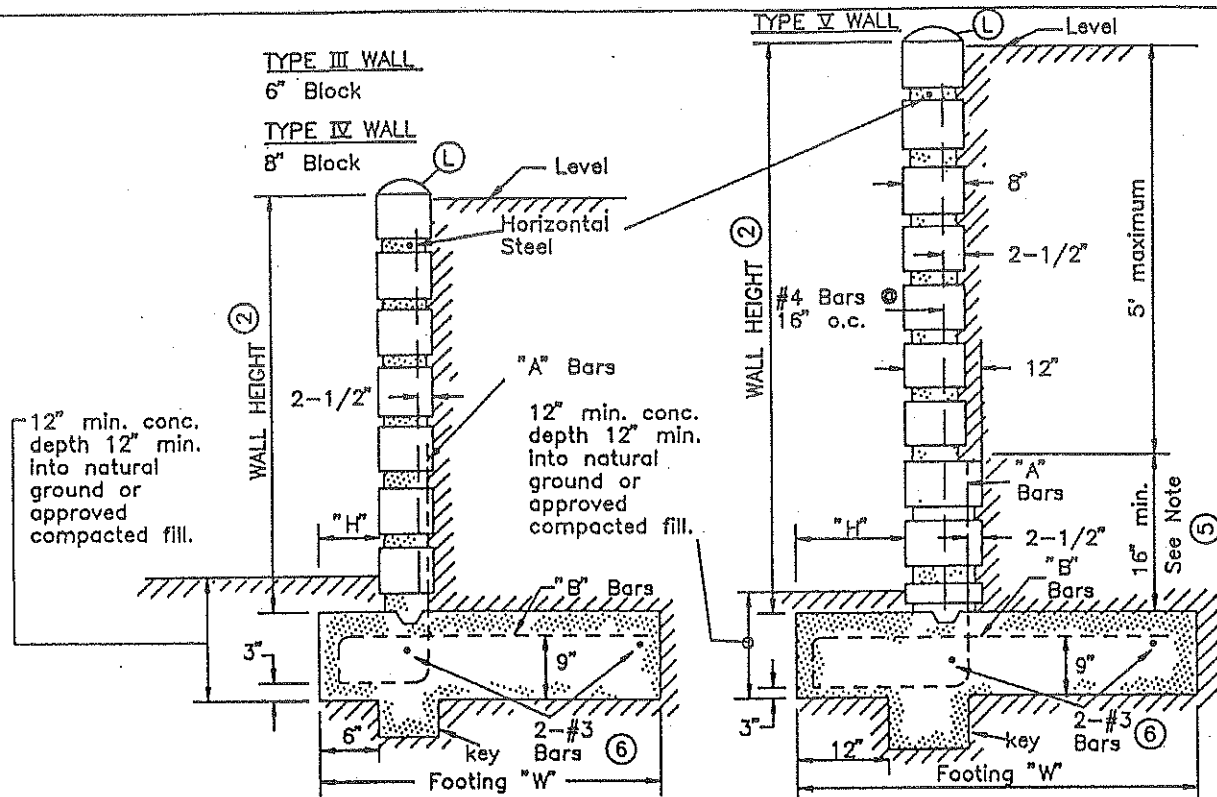 TYPE III WALL
6" Block
TYPE IV WALL
8" Block
L
Level
Horizontal
Steel
WALL HEIGHT 2
2-1/2"
"A" Bars
12" min. conc.
depth 12" min.
into natural
ground or
approved
compacted fill.
"H"
"B" Bars
3"
9"
6"
key
2-#3
Bars 6
Footing "W"
TYPE V WALL
L
Level
WALL HEIGHT 2
8"
2-1/2"
#4 Bars @
16" o.c.
5' maximum
12"
12" min. conc.
depth 12" min.
into natural
ground or
approved
compacted fill.
"A"
Bars
"H"
2-1/2"
16" min.
See Note 5
"B"
Bars
9"
3"
2-#3
Bars 6
12"
key
Footing "W"